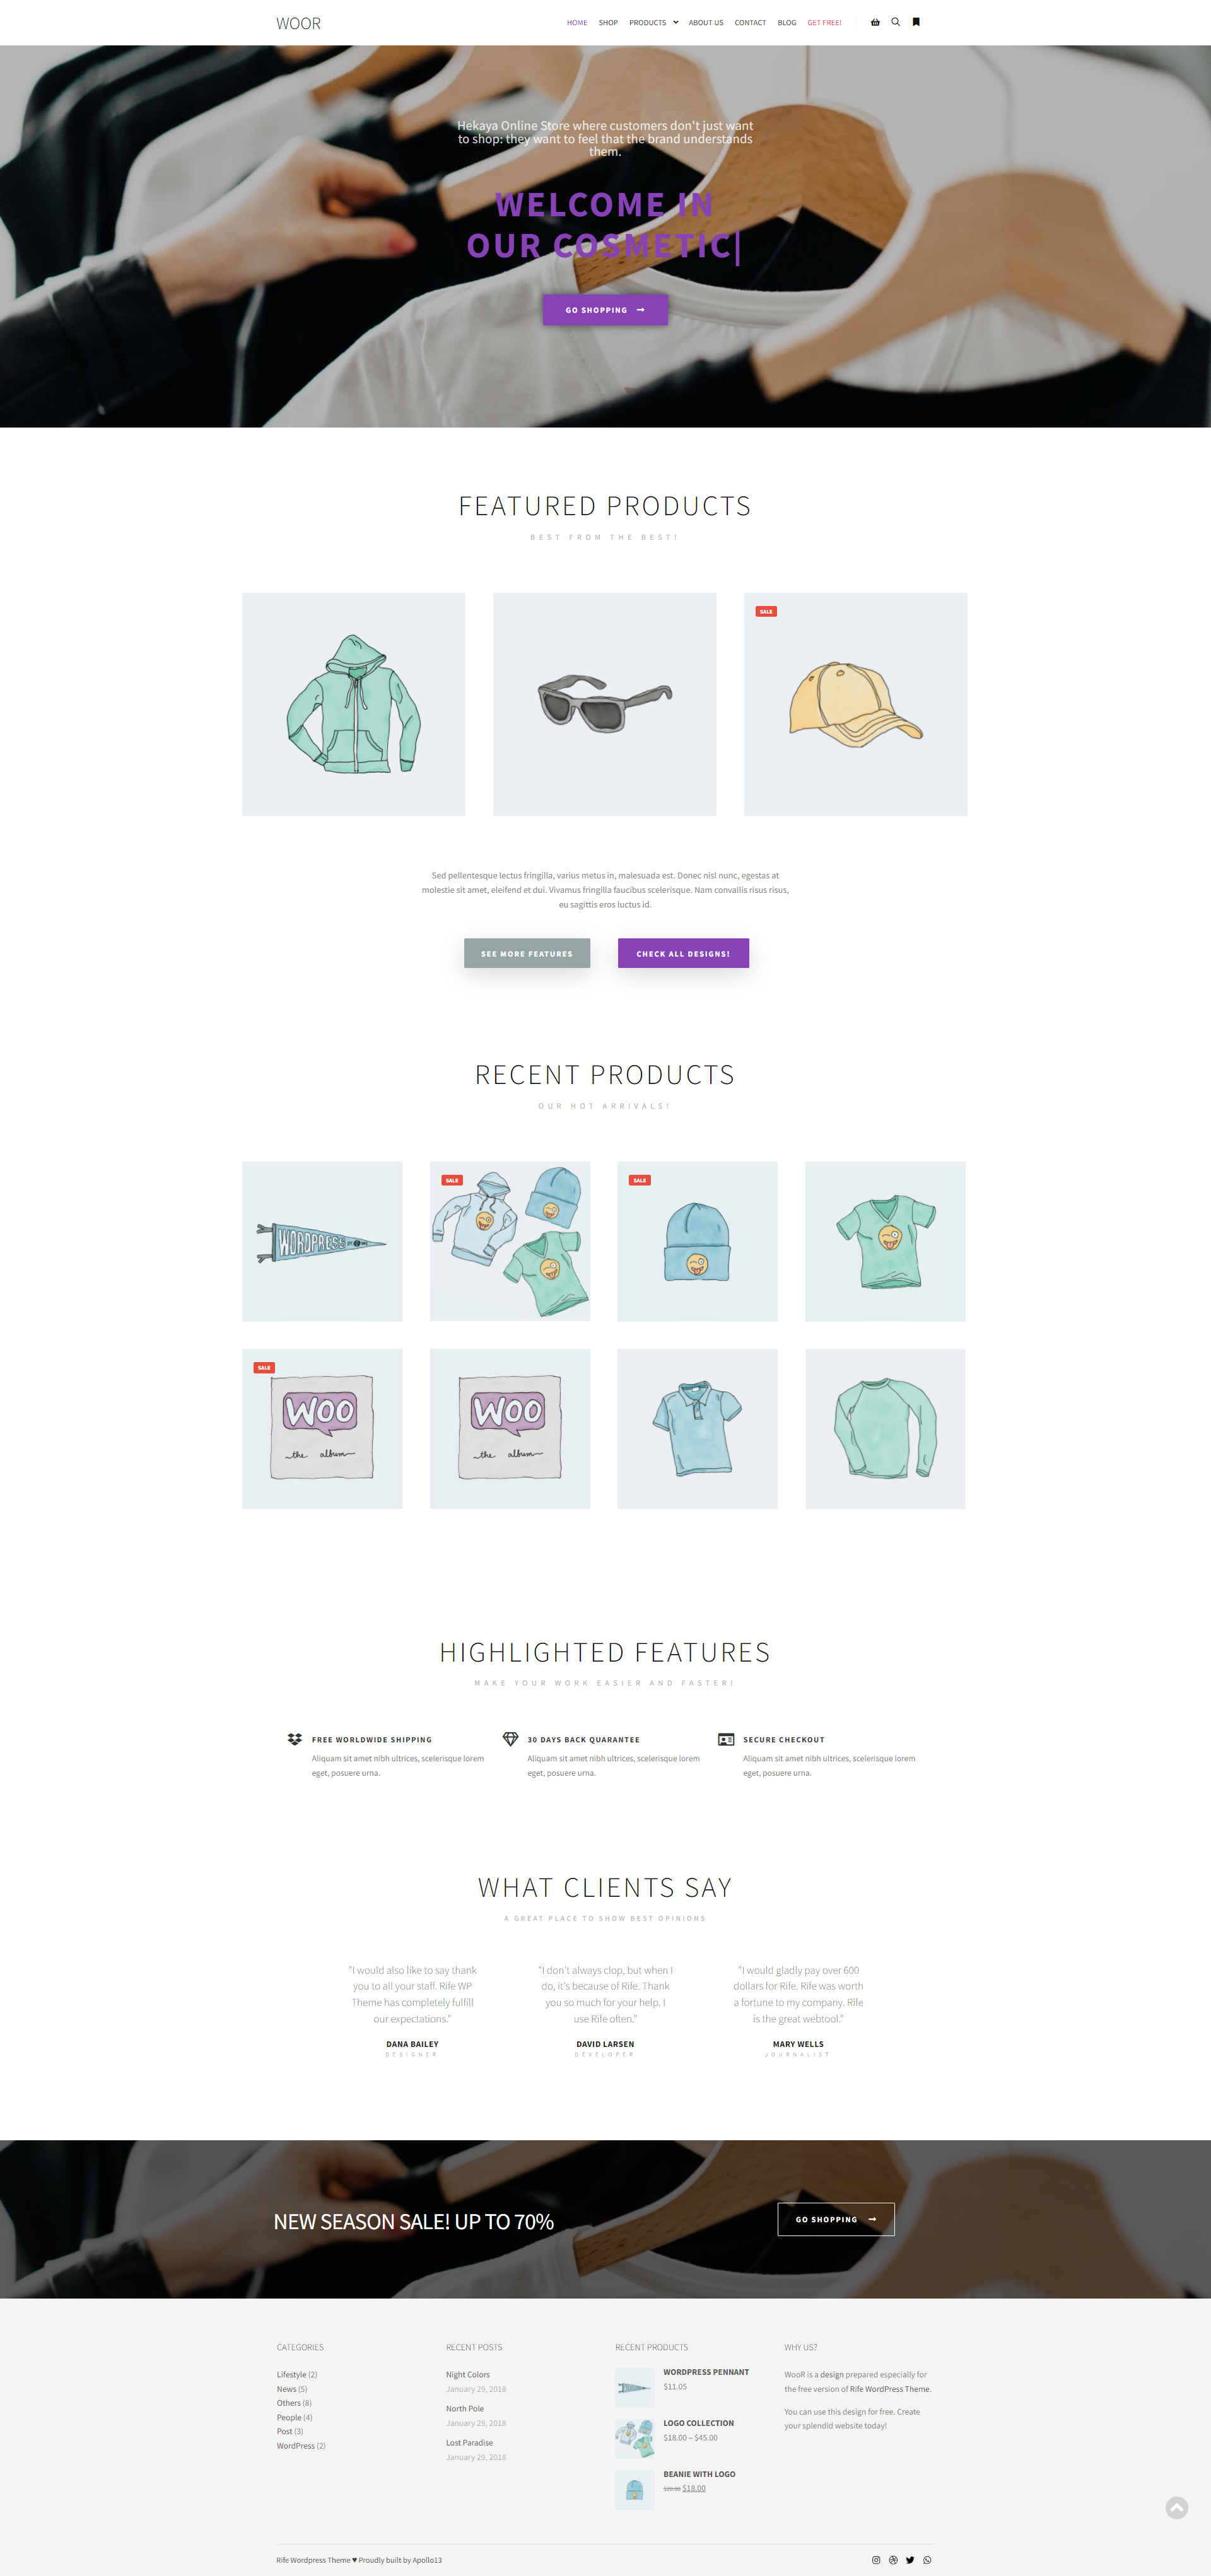 WOOR
HOME SHOP PRODUCTS ABOUT US CONTACT BLOG GET FREE!
Hekaya Online Store where customers don't just want
to shop: they want to feel that the brand understands
them.
WELCOME IN
OUR COSMETIC|
GO SHOPPING
FEATURED PRODUCTS
BEST FROM THE BEST!
SALE
Sed pellentesque lectus fringilla, varius metus in, malesuada est. Donec nisl nunc, egestas at
molestie sit amet, eleifend et dui. Vivamus fringilla faucibus scelerisque. Nam convallis risus risus,
eu sagittis eros luctus id.
SEE MORE FEATURES
CHECK ALL DESIGNS!
RECENT PRODUCTS
OUR HOT ARRIVALS!
WORDPRESS
SALE
SALE
SALE
WOO
the album
WOO
the album
HIGHLIGHTED FEATURES
MAKE YOUR WORK EASIER AND FASTER!
FREE WORLDWIDE SHIPPING
Aliquam sit amet nibh ultrices, scelerisque lorem
eget, posuere urna.
30 DAYS BACK QUARANTEE
Aliquam sit amet nibh ultrices, scelerisque lorem
eget, posuere urna.
SECURE CHECKOUT
Aliquam sit amet nibh ultrices, scelerisque lorem
eget, posuere urna.
WHAT CLIENTS SAY
A GREAT PLACE TO SHOW BEST OPINIONS
"I would also like to say thank
you to all your staff. Rife WP
Theme has completely fulfill
our expectations."
DANA BAILEY
DESIGNER
"I don't always clop, but when I
do, it's because of Rife. Thank
you so much for your help. I
use Rife often."
DAVID LARSEN
DEVELOPER
"I would gladly pay over 600
dollars for Rife. Rife was worth
a fortune to my company. Rife
is the great webtool."
MARY WELLS
JOURNALIST
NEW SEASON SALE! UP TO 70%
GO SHOPPING
CATEGORIES
Lifestyle (2)
News (5)
Others (8)
People (4)
Post (3)
WordPress (2)
RECENT POSTS
Night Colors
January 29, 2018
North Pole
January 29, 2018
Lost Paradise
January 29, 2018
RECENT PRODUCTS
WORDPRESS PENNANT
$11.05
LOGO COLLECTION
$18.00 – $45.00
BEANIE WITH LOGO
$20.00 $18.00
WHY US?
WooR is a design prepared especially for
the free version of Rife WordPress Theme.
You can use this design for free. Create
your splendid website today!
Rife Wordpress Theme ♥ Proudly built by Apollo13